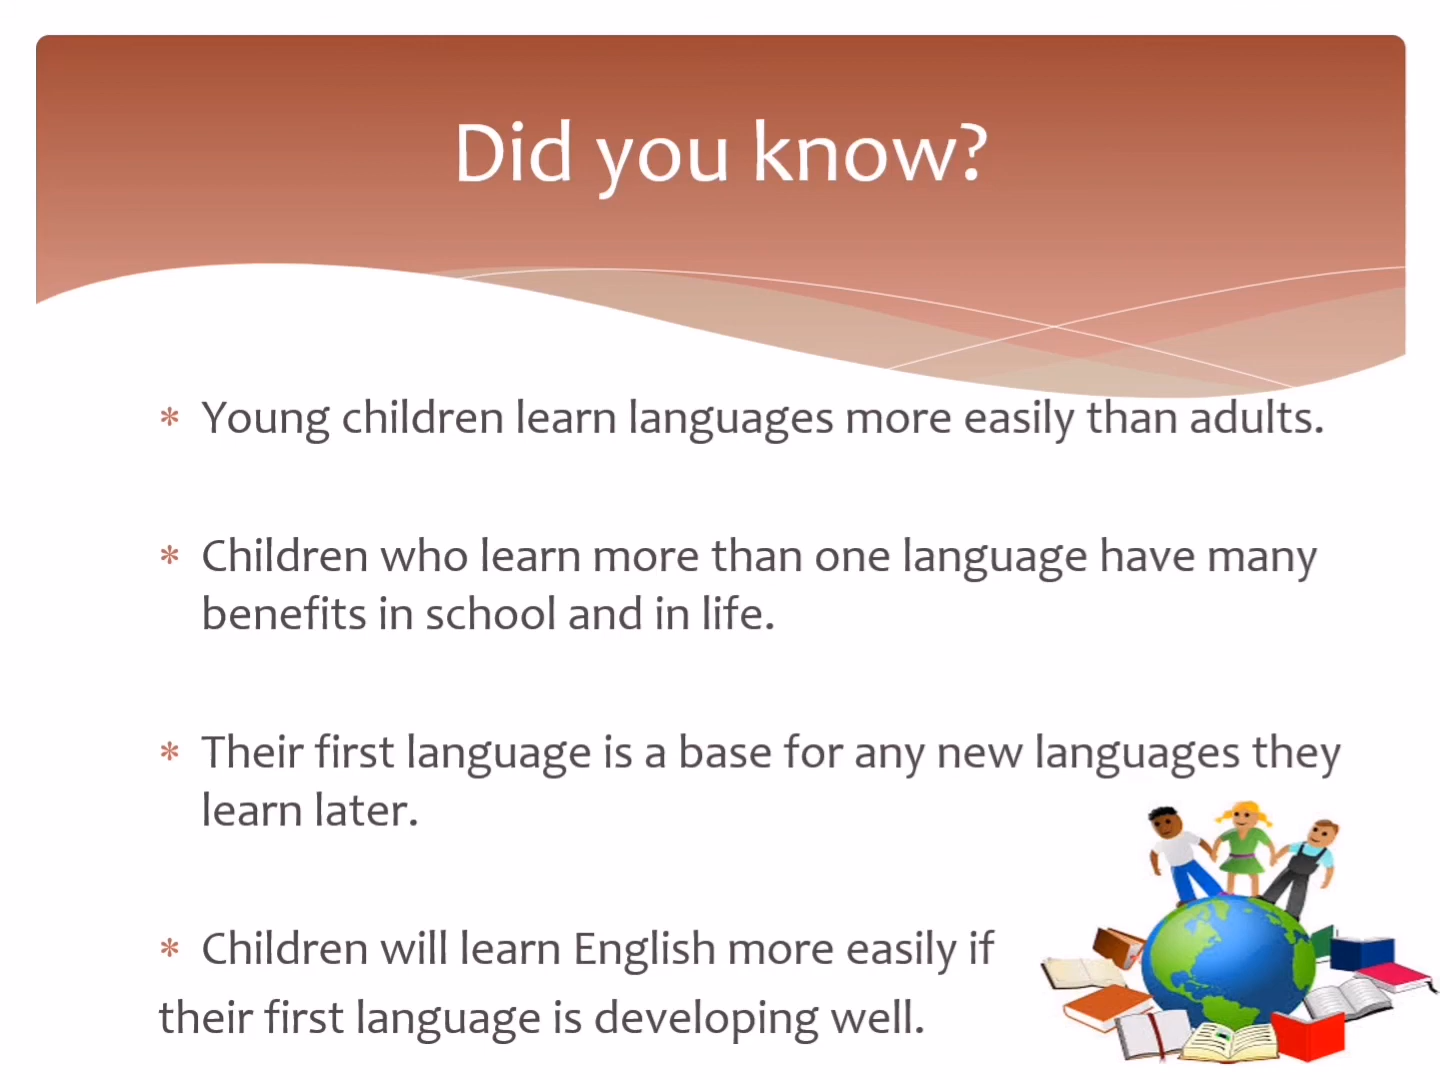 Did you know?
* Young children learn languages more easily than adults.
* Children who learn more than one language have many
benefits in school and in life.
* Their first language is a base for any new languages they
learn later.
* Children will learn English more easily if
their first language is developing well.